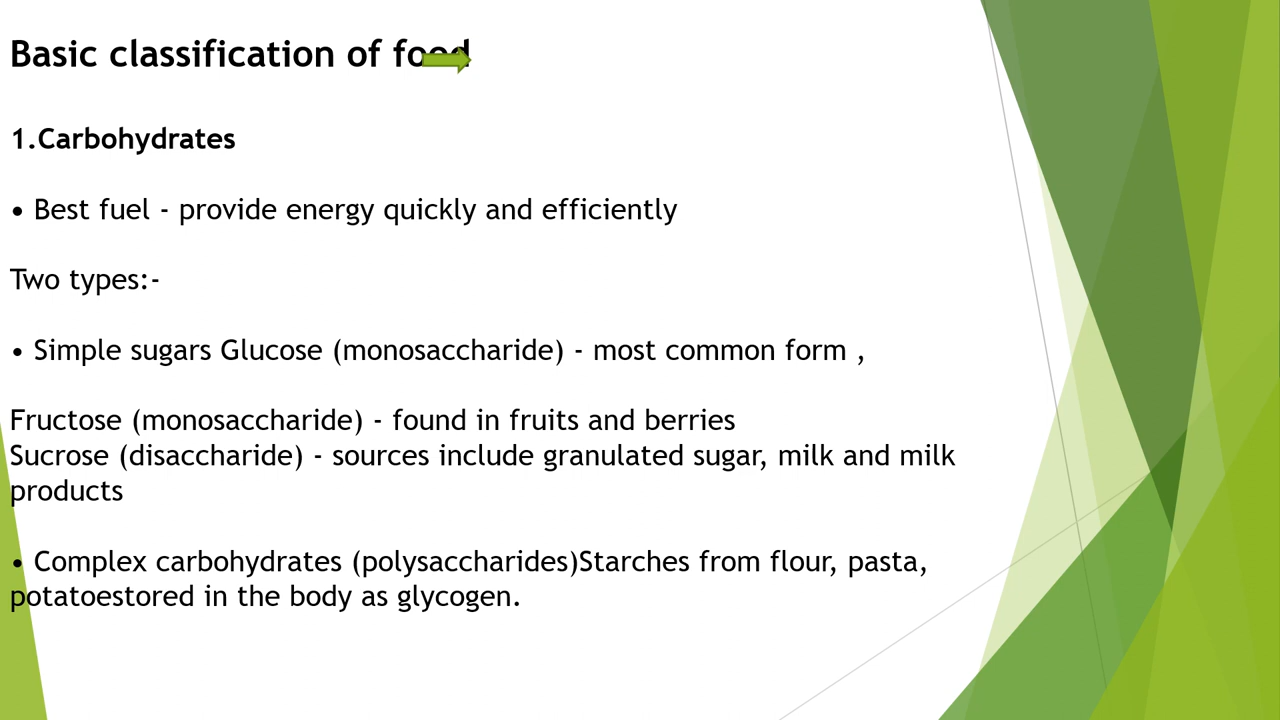 Basic classification of food
1.Carbohydrates
• Best fuel - provide energy quickly and efficiently
Two types:-
• Simple sugars Glucose (monosaccharide) - most common form ,
Fructose (monosaccharide) - found in fruits and berries
Sucrose (disaccharide) - sources include granulated sugar, milk and milk
products
• Complex carbohydrates (polysaccharides)Starches from flour, pasta,
potatoestored in the body as glycogen.